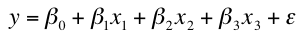 y = β₀ + β₁x₁ + β₂x₂ + β₃x₃ + ε